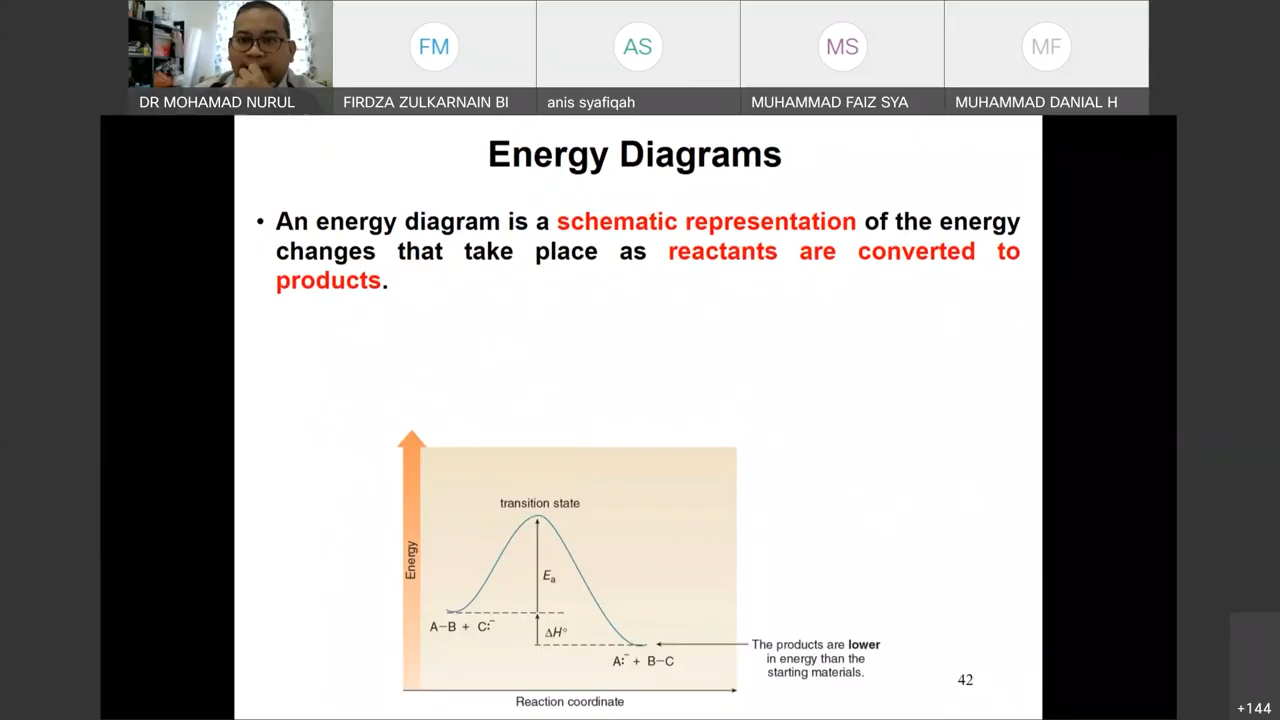 FM
AS
MS
MF
DR MOHAMAD NURUL
FIRDZA ZULKARNAIN BI
anis syafiqah
MUHAMMAD FAIZ SYA
MUHAMMAD DANIAL H
Energy Diagrams
• An energy diagram is a schematic representation of the energy
changes that take place as reactants are converted to
products.
transition state
Energy
Eₐ
A−B + C:⁻
ΔH°
A:⁻ + B−C
The products are lower
in energy than the
starting materials.
Reaction coordinate
42
+144